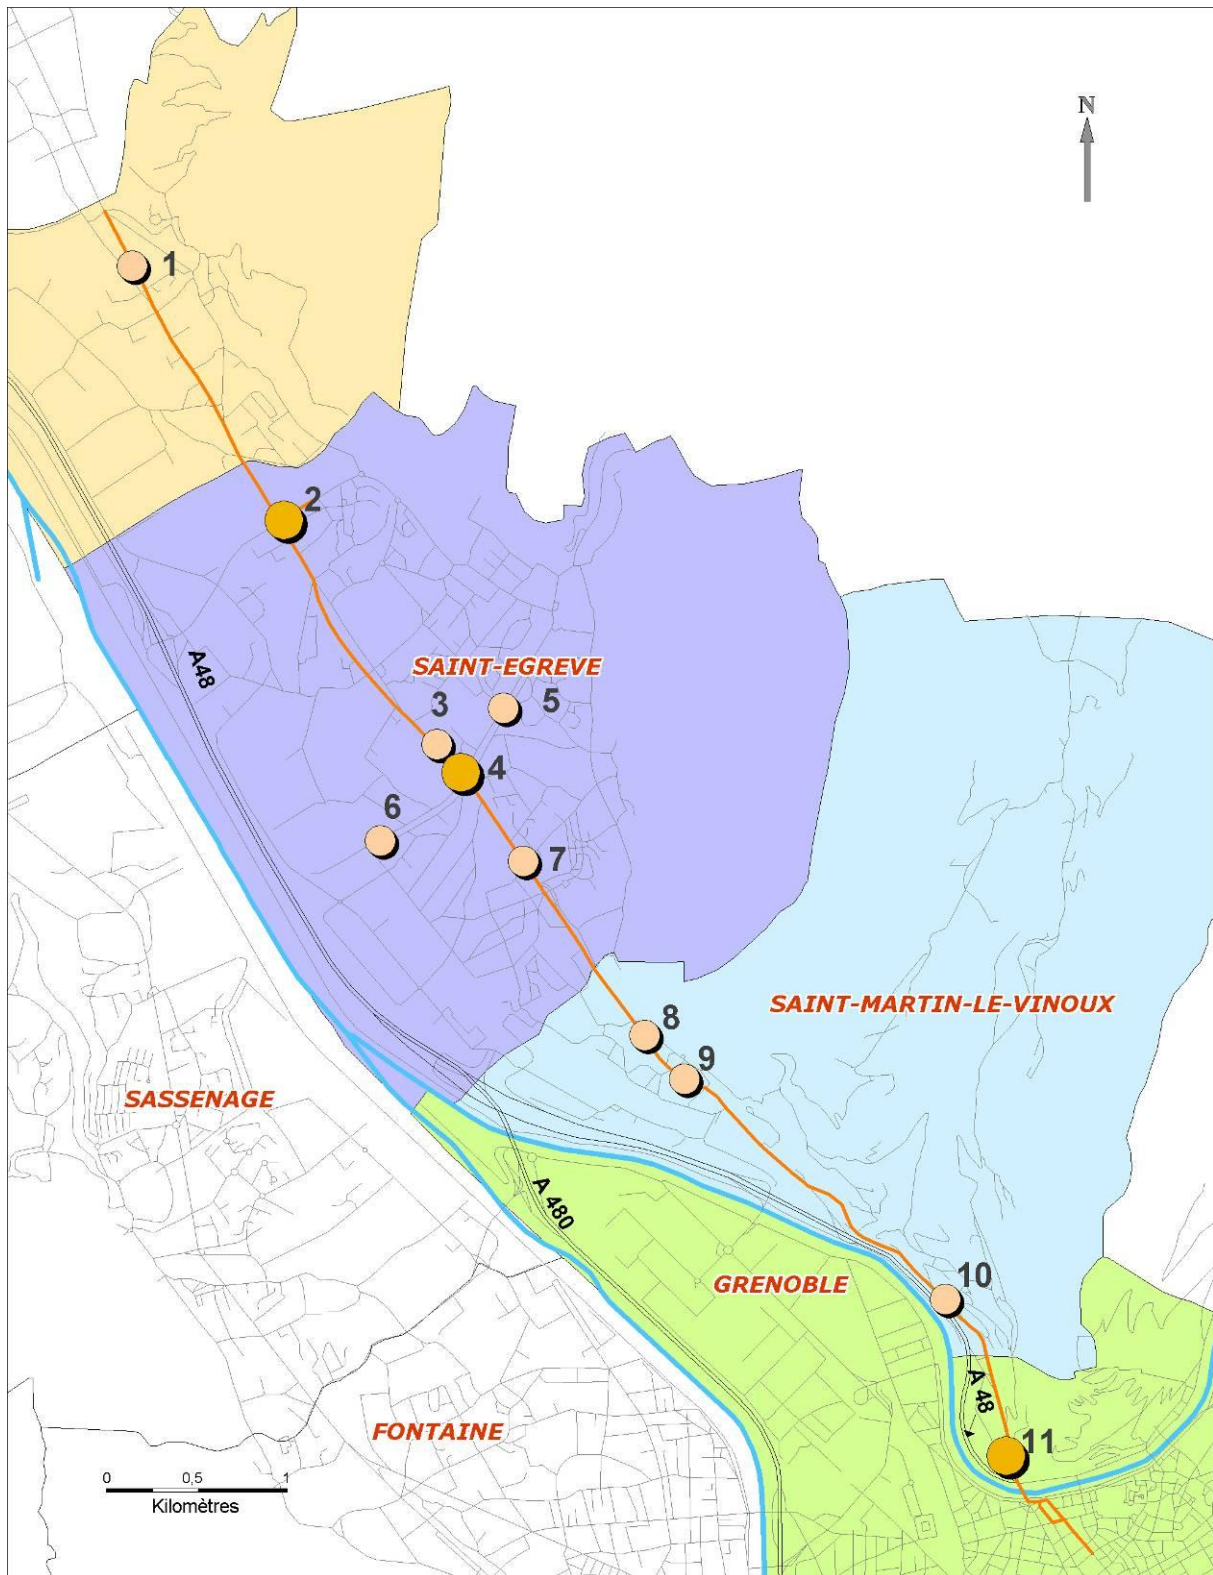 N
1
2
A48
SAINT-EGREVE
3
5
4
6
7
8
SAINT-MARTIN-LE-VINOUX
9
SASSENAGE
A 480
10
GRENOBLE
A 48
FONTAINE
11
0 0,5 1
Kilomètres